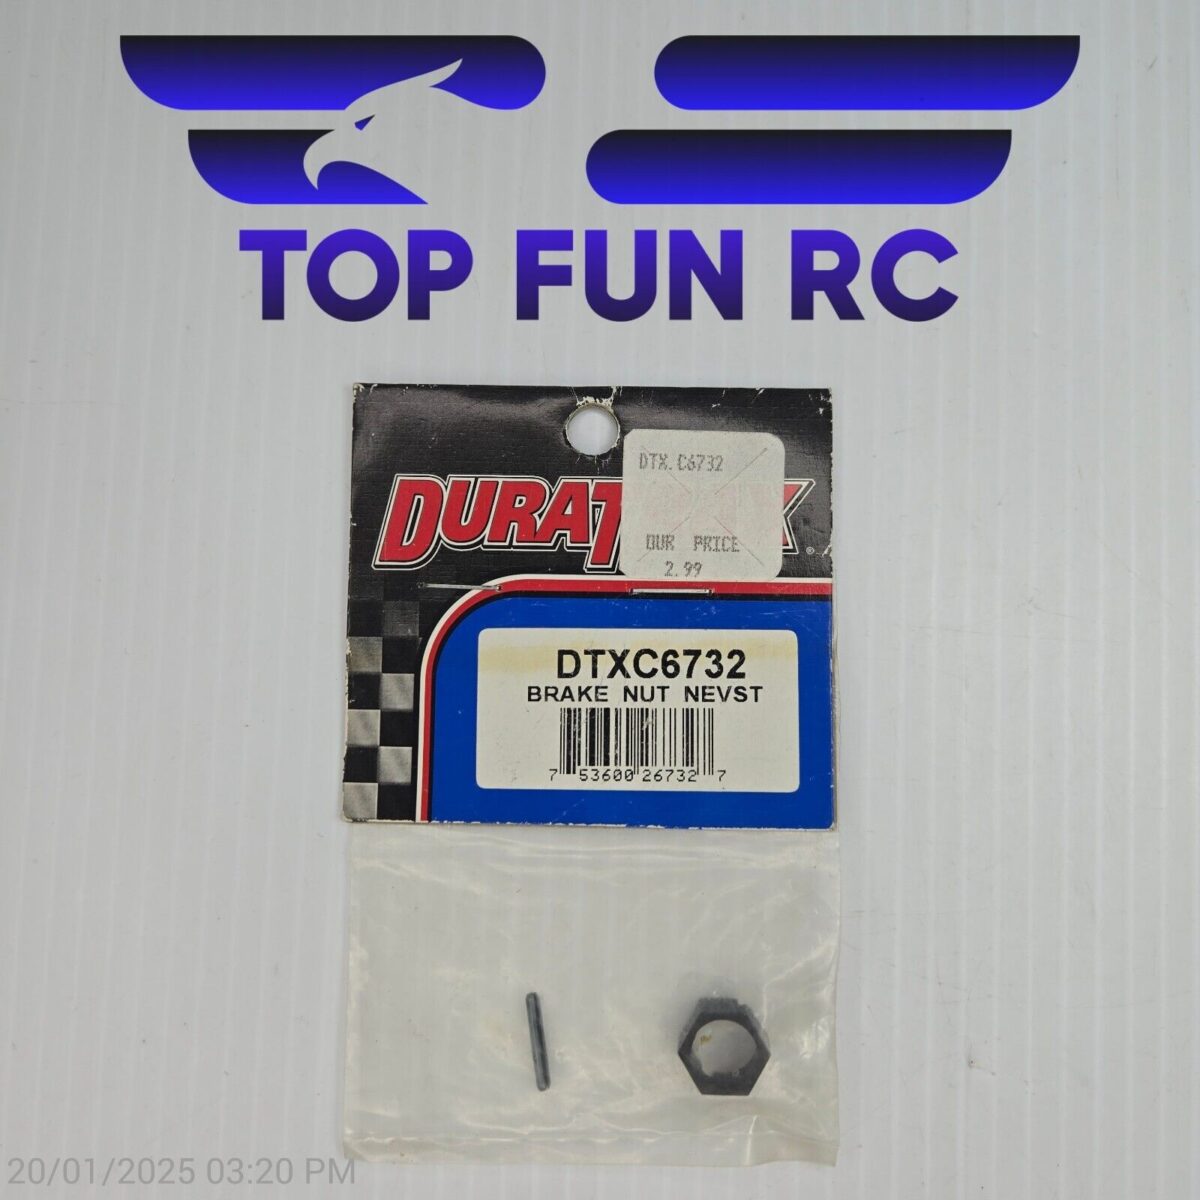 TOP FUN RC
DTX. C6732
DURAT
OUR PRICE
2.99
DTXC6732
BRAKE NUT NEVST
7 53600 26732 7
20/01/2025 03:20 PM